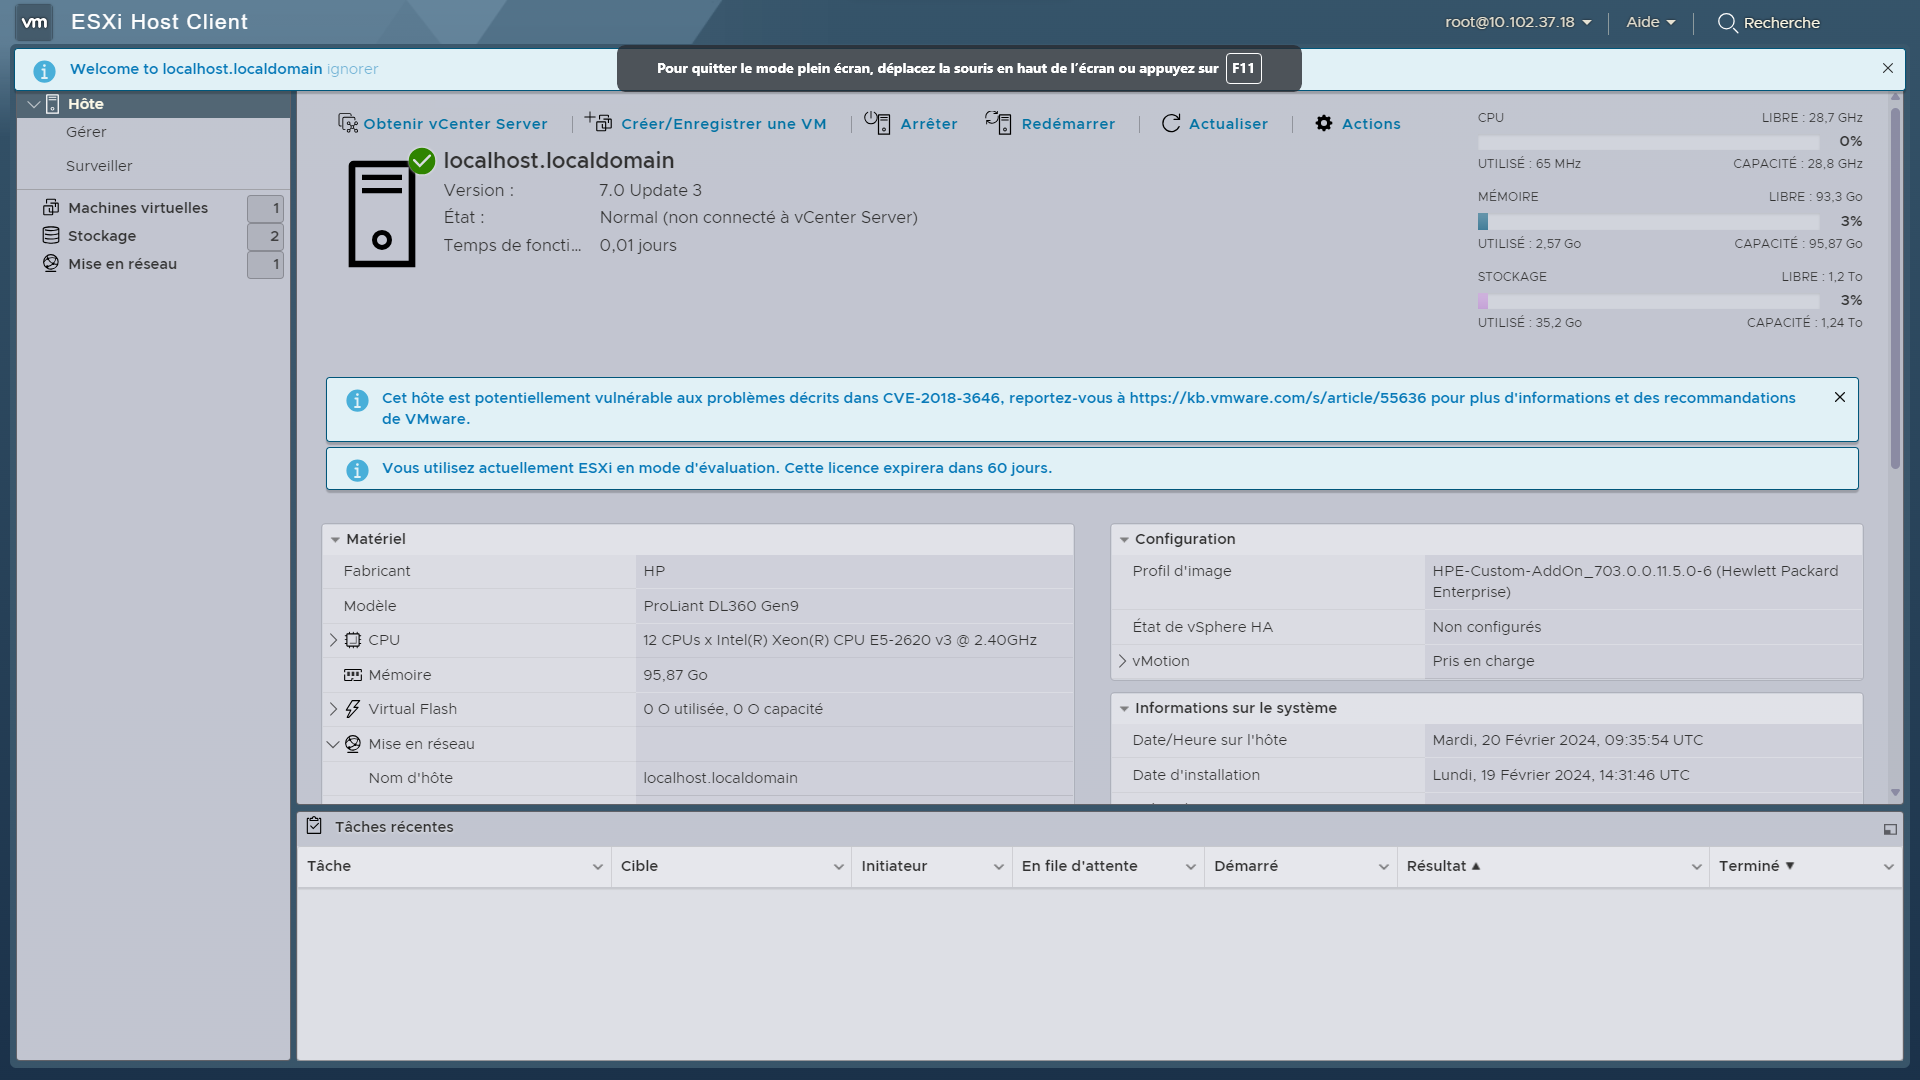 vm ESXi Host Client
root@10.102.37.18 Aide Recherche
Welcome to localhost.localdomain ignorer
Pour quitter le mode plein écran, déplacez la souris en haut de l'écran ou appuyez sur F11
Hôte
Gérer
Surveiller
Machines virtuelles 1
Stockage 2
Mise en réseau 1
Obtenir vCenter Server Créer/Enregistrer une VM Arrêter Redémarrer Actualiser Actions
localhost.localdomain
Version : 7.0 Update 3
État : Normal (non connecté à vCenter Server)
Temps de foncti... 0,01 jours
CPU LIBRE : 28,7 GHz
0%
UTILISÉ : 65 MHz CAPACITÉ : 28,8 GHz
MÉMOIRE LIBRE : 93,3 Go
3%
UTILISÉ : 2,57 Go CAPACITÉ : 95,87 Go
STOCKAGE LIBRE : 1,2 To
3%
UTILISÉ : 35,2 Go CAPACITÉ : 1,24 To
Cet hôte est potentiellement vulnérable aux problèmes décrits dans CVE-2018-3646, reportez-vous à https://kb.vmware.com/s/article/55636 pour plus d'informations et des recommandations
de VMware.
Vous utilisez actuellement ESXi en mode d'évaluation. Cette licence expirera dans 60 jours.
Matériel
Fabricant HP
Modèle ProLiant DL360 Gen9
CPU 12 CPUs x Intel(R) Xeon(R) CPU E5-2620 v3 @ 2.40GHz
Mémoire 95,87 Go
Virtual Flash 0 O utilisée, 0 O capacité
Mise en réseau
Nom d'hôte localhost.localdomain
Configuration
Profil d'image HPE-Custom-AddOn_703.0.0.11.5.0-6 (Hewlett Packard
Enterprise)
État de vSphere HA Non configurés
vMotion Pris en charge
Informations sur le système
Date/Heure sur l'hôte Mardi, 20 Février 2024, 09:35:54 UTC
Date d'installation Lundi, 19 Février 2024, 14:31:46 UTC
Tâches récentes
Tâche Cible Initiateur En file d'attente Démarré Résultat ▲ Terminé ▼